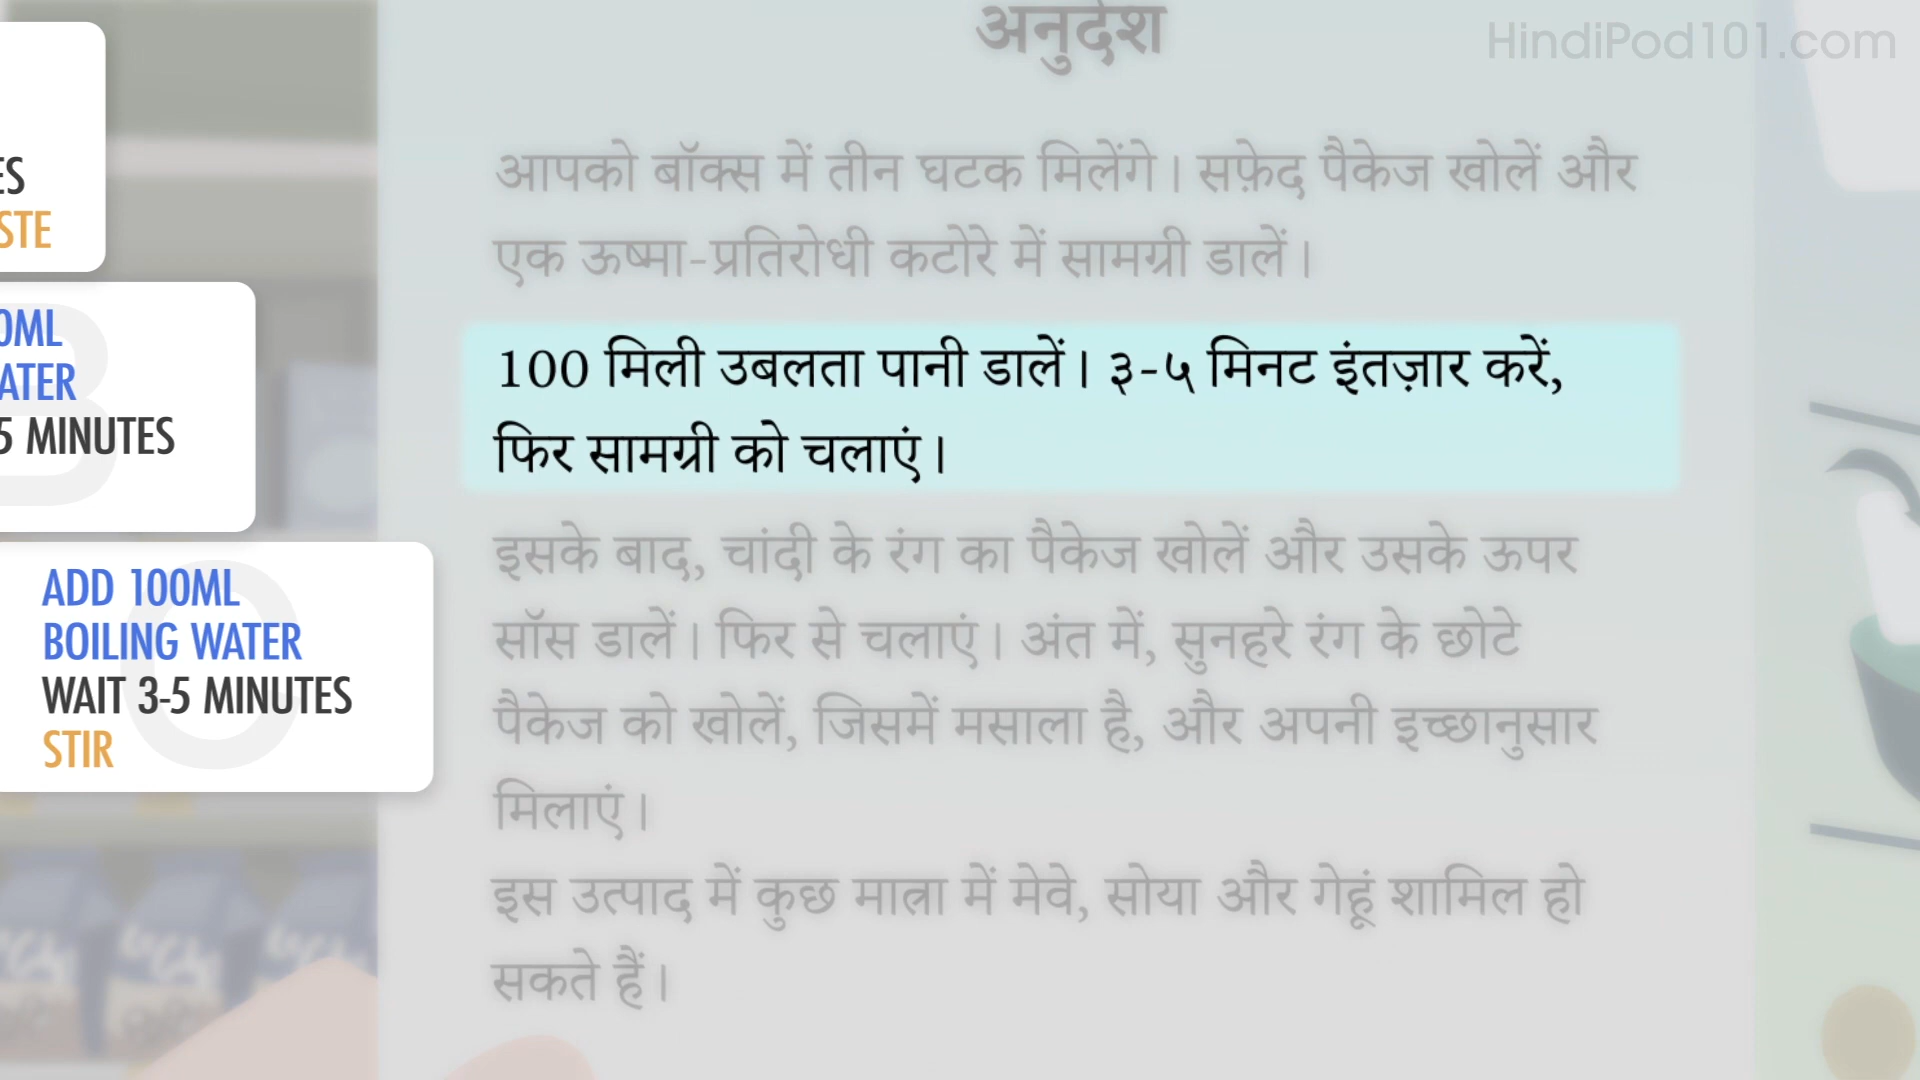 अनुदेश
HindiPod101.com
आपको बॉक्स में तीन घटक मिलेंगे। सफ़ेद पैकेज खोलें और
एक ऊष्मा-प्रतिरोधी कटोरे में सामग्री डालें।
100 मिली उबलता पानी डालें। ३-५ मिनट इंतज़ार करें,
फिर सामग्री को चलाएं।
इसके बाद, चांदी के रंग का पैकेज खोलें और उसके ऊपर
सॉस डालें। फिर से चलाएं। अंत में, सुनहरे रंग के छोटे
पैकेज को खोलें, जिसमें मसाला है, और अपनी इच्छानुसार
मिलाएं।
इस उत्पाद में कुछ मात्रा में मेवे, सोया और गेहूं शामिल हो
सकते हैं।
ES
STE
B
0ML
ATER
5 MINUTES
C
ADD 100ML
BOILING WATER
WAIT 3-5 MINUTES
STIR